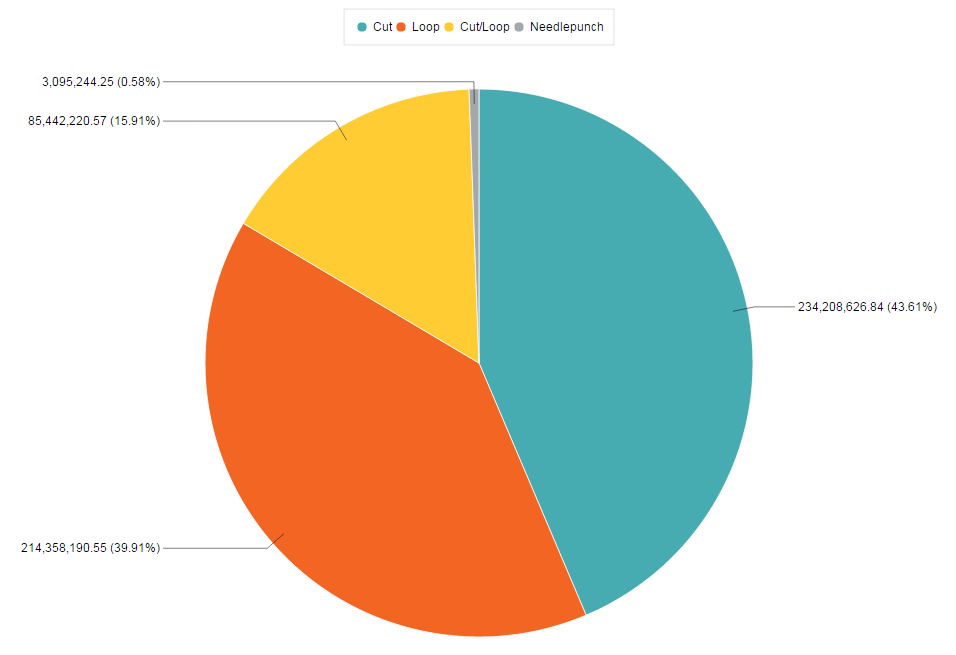 Cut Loop Cut/Loop Needlepunch
3,095,244.25 (0.58%)
85,442,220.57 (15.91%)
234,208,626.84 (43.61%)
214,358,190.55 (39.91%)